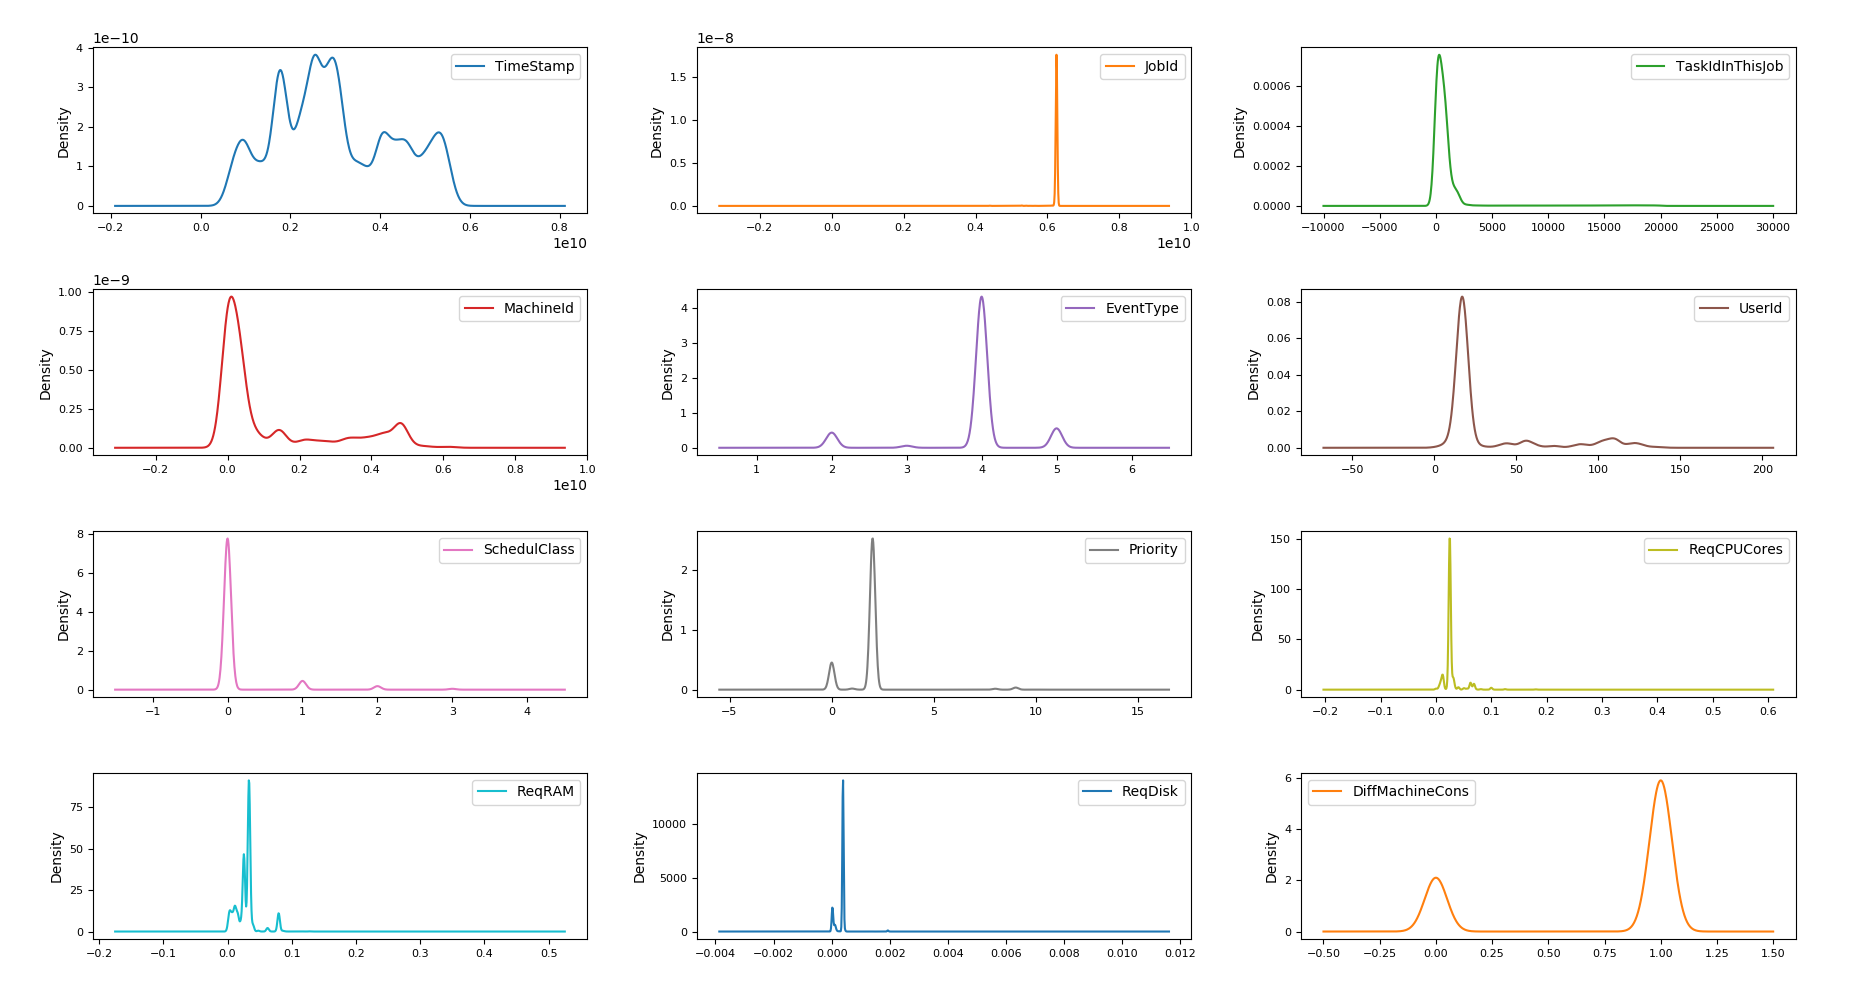 1e−10
TimeStamp
Density
4
3
2
1
0
−0.2 0.0 0.2 0.4 0.6 0.8
1e10
1e−8
JobId
Density
1.5
1.0
0.5
0.0
−0.2 0.0 0.2 0.4 0.6 0.8 1.0
1e10
TaskIdInThisJob
Density
0.0006
0.0004
0.0002
0.0000
−10000 −5000 0 5000 10000 15000 20000 25000 30000
1e−9
MachineId
Density
1.00
0.75
0.50
0.25
0.00
−0.2 0.0 0.2 0.4 0.6 0.8 1.0
1e10
EventType
Density
4
3
2
1
0
1 2 3 4 5 6
UserId
Density
0.08
0.06
0.04
0.02
0.00
−50 0 50 100 150 200
SchedulClass
Density
8
6
4
2
0
−1 0 1 2 3 4
Priority
Density
2
1
0
−5 0 5 10 15
ReqCPUCores
Density
150
100
50
0
−0.2 −0.1 0.0 0.1 0.2 0.3 0.4 0.5 0.6
ReqRAM
Density
75
50
25
0
−0.2 −0.1 0.0 0.1 0.2 0.3 0.4 0.5
ReqDisk
Density
10000
5000
0
−0.004 −0.002 0.000 0.002 0.004 0.006 0.008 0.010 0.012
DiffMachineCons
Density
6
4
2
0
−0.50 −0.25 0.00 0.25 0.50 0.75 1.00 1.25 1.50